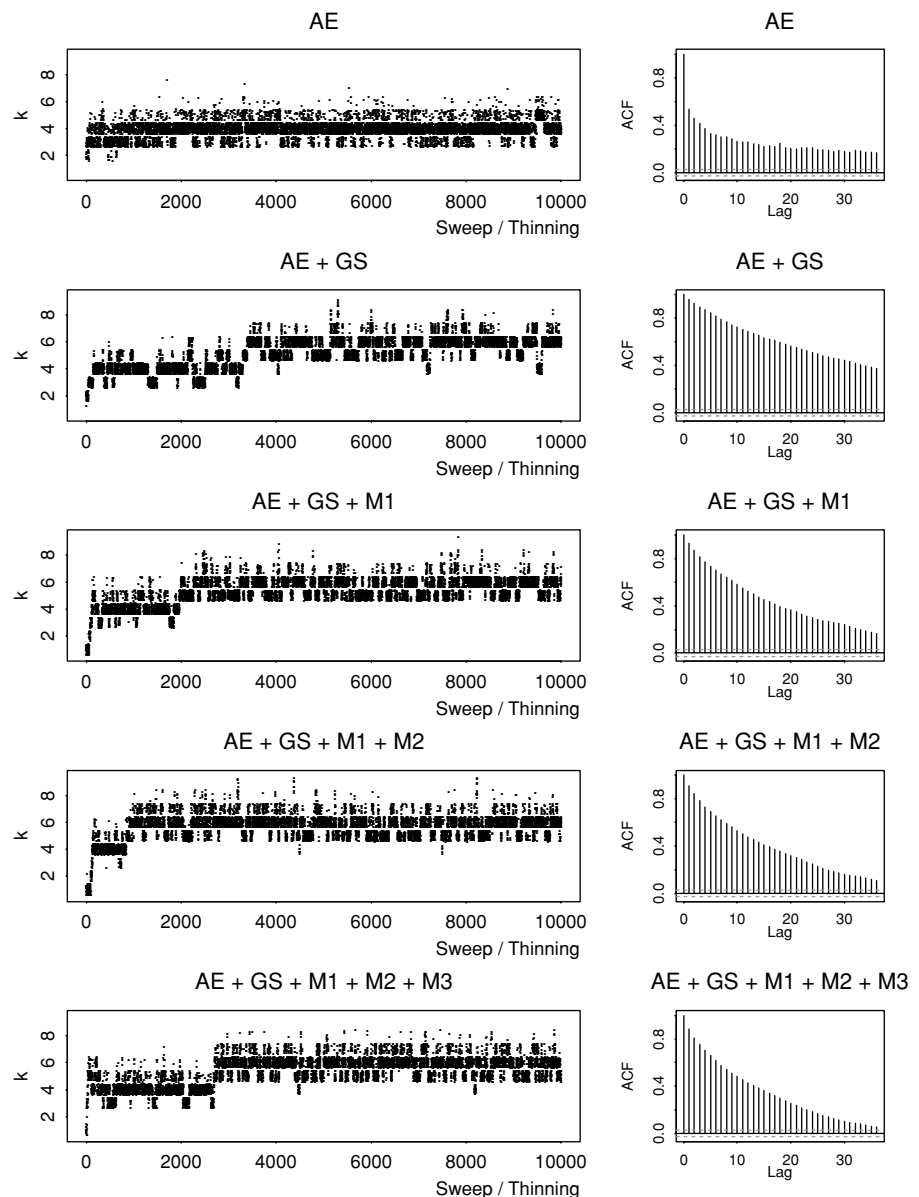 AE
AE
k
2 4 6 8
0 2000 4000 6000 8000 10000
Sweep / Thinning
ACF
0.0 0.4 0.8
0 10 20 30
Lag
AE + GS
AE + GS
k
2 4 6 8
0 2000 4000 6000 8000 10000
Sweep / Thinning
ACF
0.0 0.4 0.8
0 10 20 30
Lag
AE + GS + M1
AE + GS + M1
k
2 4 6 8
0 2000 4000 6000 8000 10000
Sweep / Thinning
ACF
0.0 0.4 0.8
0 10 20 30
Lag
AE + GS + M1 + M2
AE + GS + M1 + M2
k
2 4 6 8
0 2000 4000 6000 8000 10000
Sweep / Thinning
ACF
0.0 0.4 0.8
0 10 20 30
Lag
AE + GS + M1 + M2 + M3
AE + GS + M1 + M2 + M3
k
2 4 6 8
0 2000 4000 6000 8000 10000
Sweep / Thinning
ACF
0.0 0.4 0.8
0 10 20 30
Lag